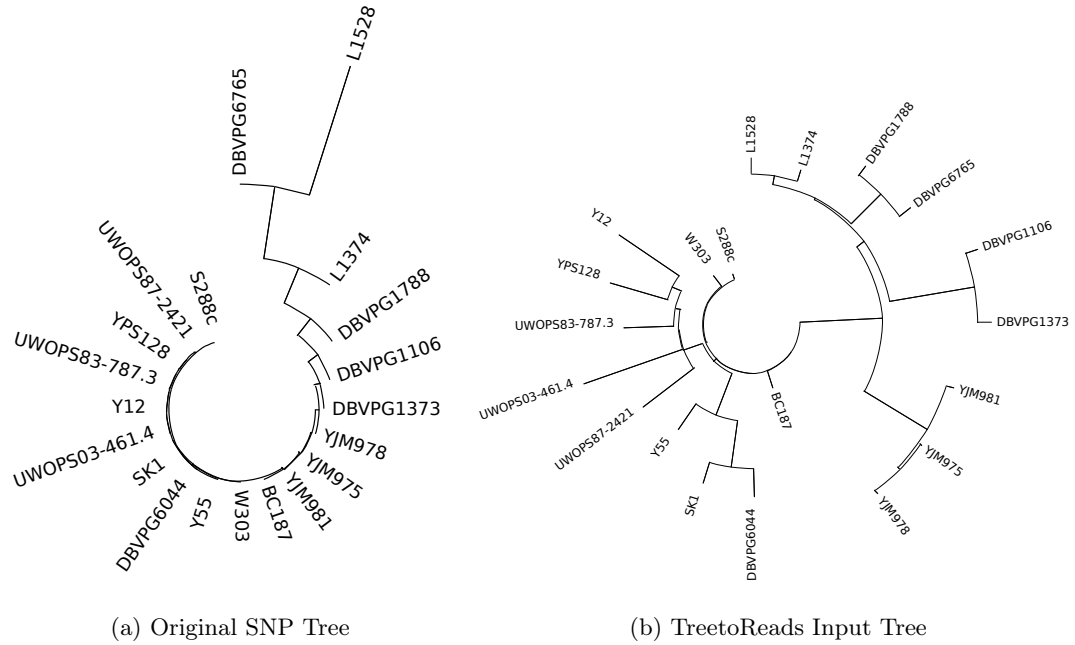 L1528
DBVPG6765
L1374
DBVPG1788
DBVPG1106
DBVPG1373
YJM978
YJM975
YJM981
BC187
W303
Y55
DBVPG6044
SK1
UWOPS03-461.4
Y12
UWOPS83-787.3
YPS128
UWOPS87-2421
S288c
(a) Original SNP Tree
L1528
L1374
DBVPG1788
DBVPG6765
DBVPG1106
DBVPG1373
YJM981
YJM975
YJM978
BC187
DBVPG6044
SK1
Y55
UWOPS87-2421
UWOPS03-461.4
UWOPS83-787.3
YPS128
Y12
W303
S288c
(b) TreetoReads Input Tree